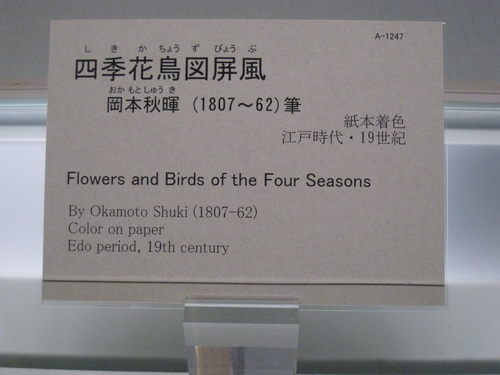 A-1247
しきかちょうずびょうぶ
四季花鳥図屏風
おかもとしゅうき
岡本秋暉 (1807～62)筆
紙本着色
江戸時代・19世紀
Flowers and Birds of the Four Seasons
By Okamoto Shuki (1807-62)
Color on paper
Edo period, 19th century